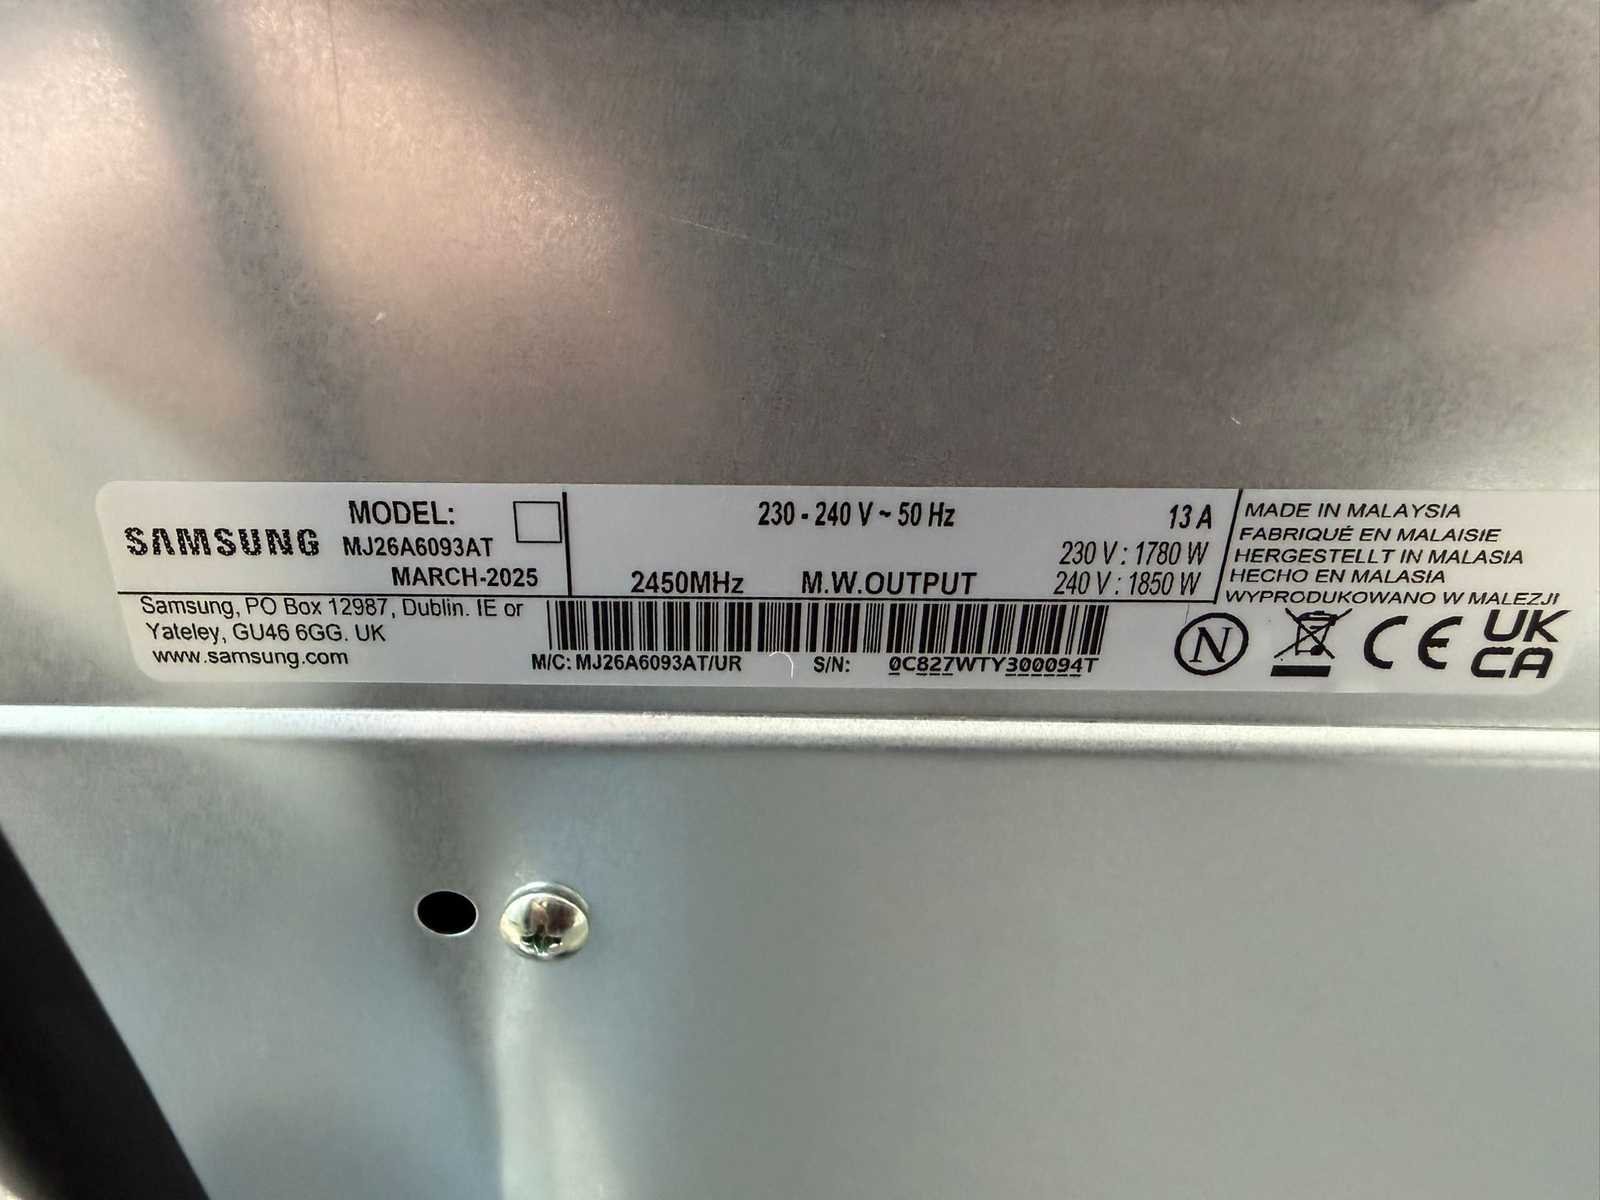 SAMSUNG
MODEL:
MJ26A6093AT
MARCH-2025
230 - 240 V ~ 50 Hz
13 A
230 V : 1780 W
2450MHz M.W.OUTPUT 240 V : 1850 W
MADE IN MALAYSIA
FABRIQUÉ EN MALAISIE
HERGESTELLT IN MALASIA
HECHO EN MALASIA
WYPRODUKOWANO W MALEZJI
Samsung, PO Box 12987, Dublin. IE or
Yateley, GU46 6GG. UK
www.samsung.com
M/C: MJ26A6093AT/UR S/N: 0C827WTY300094T
N
CE
UK
CA